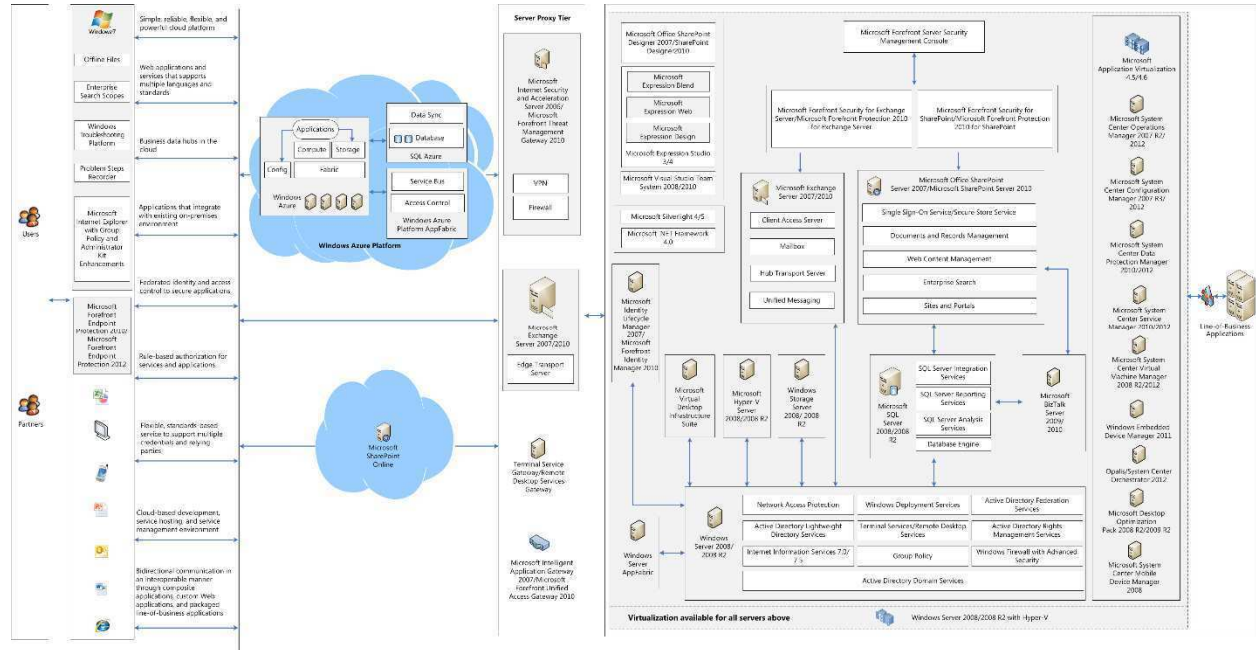 Windows 7
Offline Files
Enterprise
Search Scopes
Windows
Troubleshooting
Platform
Problem Steps
Recorder
Microsoft
Internet Explorer
with Group
Policy and
Administrator
Kit
Enhancements
Microsoft
Forefront
Endpoint
Protection 2010/
Microsoft
Forefront
Endpoint
Protection 2012
Users
Partners
Simple, reliable, flexible, and
powerful cloud platform
Web applications and
services that supports
multiple languages and
standards
Business data hubs in the
cloud
Applications that integrate
with existing on-premises
environment
Federated identity and access
control to secure applications
Rule-based authorization for
services and applications.
Flexible, standards-based
service to support multiple
credentials and relying
parties
Cloud-based development,
service hosting, and service
management environment
Bidirectional communication in
an interoperable manner
through composite
applications, custom Web
applications, and packaged
line-of-business applications
Applications
Compute
Storage
Config
Fabric
Windows
Azure
Data Sync
Database
SQL Azure
Service Bus
Access Control
Windows Azure
Platform AppFabric
Windows Azure Platform
Microsoft
SharePoint
Online
Server Proxy Tier
Microsoft
Internet Security
and Acceleration
Server 2006/
Microsoft
Forefront Threat
Management
Gateway 2010
VPN
Firewall
Microsoft
Exchange
Server 2007/2010
Edge Transport
Server
Terminal Service
Gateway/Remote
Desktop Services
Gateway
Microsoft Intelligent
Application Gateway
2007/Microsoft
Forefront Unified
Access Gateway 2010
Microsoft Office SharePoint
Designer 2007/SharePoint
Designer2010
Microsoft
Expression Blend
Microsoft
Expression Web
Microsoft
Expression Design
Microsoft Expression Studio
3/4
Microsoft Visual Studio Team
System 2008/2010
Microsoft Silverlight 4/5
Microsoft .NET Framework
4.0
Microsoft
Identity
Lifecycle
Manager 2007/
Microsoft
Forefront
Identity
Manager 2010
Microsoft Forefront Server Security
Management Console
Microsoft Forefront Security for Exchange
Server/Microsoft Forefront Protection 2010
for exchange Server
Microsoft Forefront Security for
SharePoint/Microsoft Forefront Protection
2010 for SharePoint
Microsoft Exchange
Server 2007/2010
Client Access Server
Mailbox
Hub Transport Server
Unified Messaging
Microsoft Office SharePoint
Server 2007/Microsoft SharePoint Server 2010
Single Sign-On Service/Secure Store Service
Documents and Records Management
Web Content Management
Enterprise Search
Sites and Portals
Microsoft
Virtual
Desktop
Infrastructure
Suite
Microsoft
Hyper-V
Server
2008/2008 R2
Windows
Storage
Server
2008/ 2008
R2
Microsoft
SQL
Server
2008/2008
R2
SQL Server Integration
Services
SQL Server Reporting
Services
SQL Server Analysis
Services
Database Engine
Microsoft
BizTalk
Server
2009/
2010
Windows
Server
AppFabric
Windows
Server 2008/
2008 R2
Network Access Protection
Windows Deployment Services
Active Directory Federation
Services
Active Directory Lightweight
Directory Services
Terminal Services/Remote Desktop
Services
Active Directory Rights
Management Services
Internet Information Services 7.0/
7.5
Group Policy
Windows Firewall with Advanced
Security
Active Directory Domain Services
Virtualization available for all servers above
Windows Server 2008/2008 R2 with Hyper-V
Microsoft
Application Virtualization
4.5/4.6
Microsoft System
Center Operations Manager
2007 R2/
2012
Microsoft System
Center Configuration
Manager 2007 R3/
2012
Microsoft System
Center Data
Protection Manager
2010/2012
Microsoft System
Center Service
Manager 2010/2012
Microsoft System
Center Virtual
Machine Manager
2008 R2/2012
Windows Embedded
Device Manager 2011
Opalis/System Center
Orchestrator 2012
Microsoft Desktop
Optimization
Pack 2008 R2/2009 R2
Microsoft System
Center Mobile
Device Manager
2008
Line-of-Business
Applications